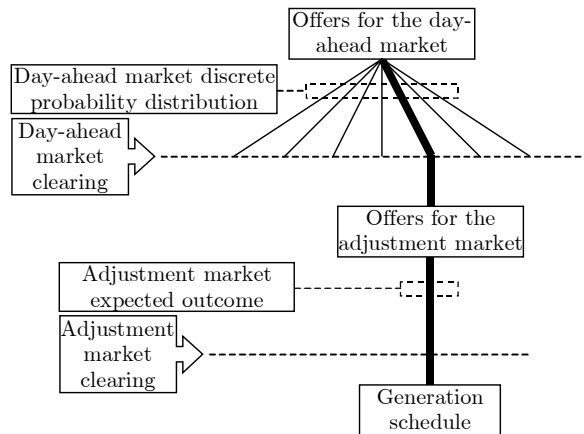 Offers for the day-
ahead market
Day-ahead market discrete
probability distribution
Day-ahead
market
clearing
Offers for the
adjustment market
Adjustment market
expected outcome
Adjustment
market
clearing
Generation
schedule